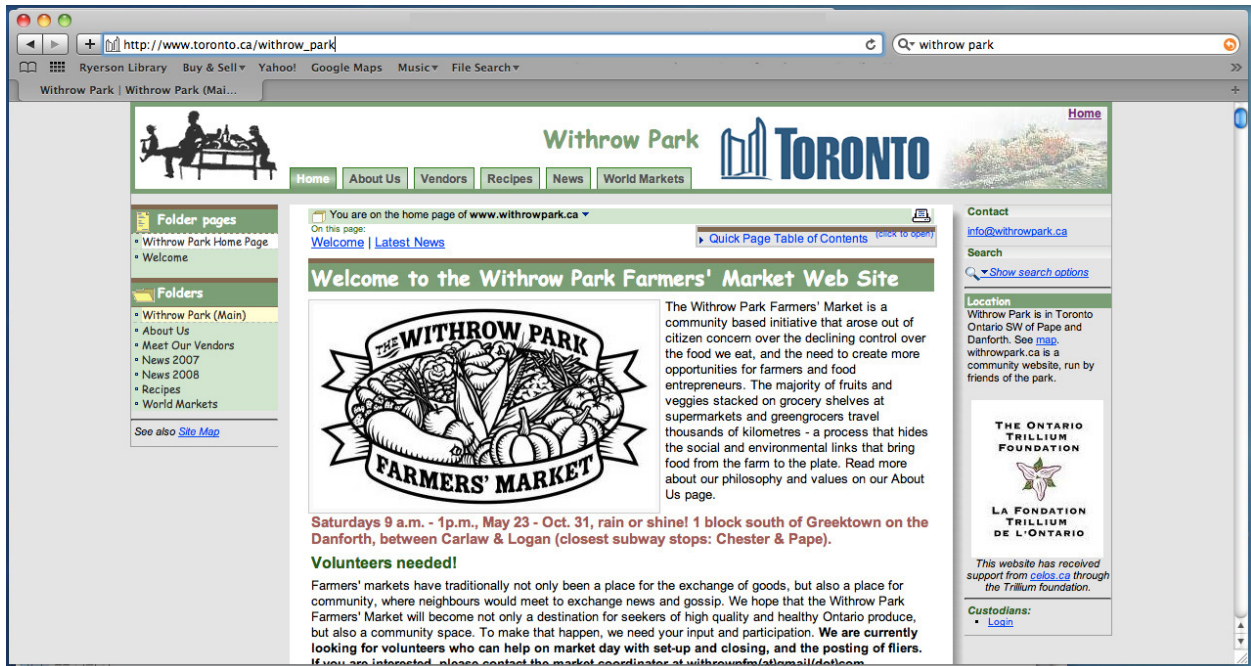 http://www.toronto.ca/withrow_park
withrow park
Ryerson Library Buy & Sell Yahoo! Google Maps Music File Search
Withrow Park | Withrow Park (Mai...
Home
Withrow Park
TORONTO
Home About Us Vendors Recipes News World Markets
Folder pages
Withrow Park Home Page
Welcome
Folders
Withrow Park (Main)
About Us
Meet Our Vendors
News 2007
News 2008
Recipes
World Markets
See also Site Map
You are on the home page of www.withrowpark.ca
On this page:
Welcome | Latest News
Quick Page Table of Contents (click to open)
Welcome to the Withrow Park Farmers' Market Web Site
THE WITHROW PARK
FARMERS' MARKET
The Withrow Park Farmers' Market is a
community based initiative that arose out of
citizen concern over the declining control over
the food we eat, and the need to create more
opportunities for farmers and food
entrepreneurs. The majority of fruits and
veggies stacked on grocery shelves at
supermarkets and greengrocers travel
thousands of kilometres - a process that hides
the social and environmental links that bring
food from the farm to the plate. Read more
about our philosophy and values on our About
Us page.
Saturdays 9 a.m. - 1p.m., May 23 - Oct. 31, rain or shine! 1 block south of Greektown on the
Danforth, between Carlaw & Logan (closest subway stops: Chester & Pape).
Volunteers needed!
Farmers' markets have traditionally not only been a place for the exchange of goods, but also a place for
community, where neighbours would meet to exchange news and gossip. We hope that the Withrow Park
Farmers' Market will become not only a destination for seekers of high quality and healthy Ontario produce,
but also a community space. To make that happen, we need your input and participation. We are currently
looking for volunteers who can help on market day with set-up and closing, and the posting of fliers.
If you are interested, please contact the market coordinator at withrowpfm(at)gmail(dot)com
Contact
info@withrowpark.ca
Search
Show search options
Location
Withrow Park is in Toronto
Ontario SW of Pape and
Danforth. See map.
withrowpark.ca is a
community website, run by
friends of the park.
THE ONTARIO
TRILLIUM
FOUNDATION
LA FONDATION
TRILLIUM
DE L'ONTARIO
This website has received
support from celos.ca through
the Trillium foundation.
Custodians:
Login